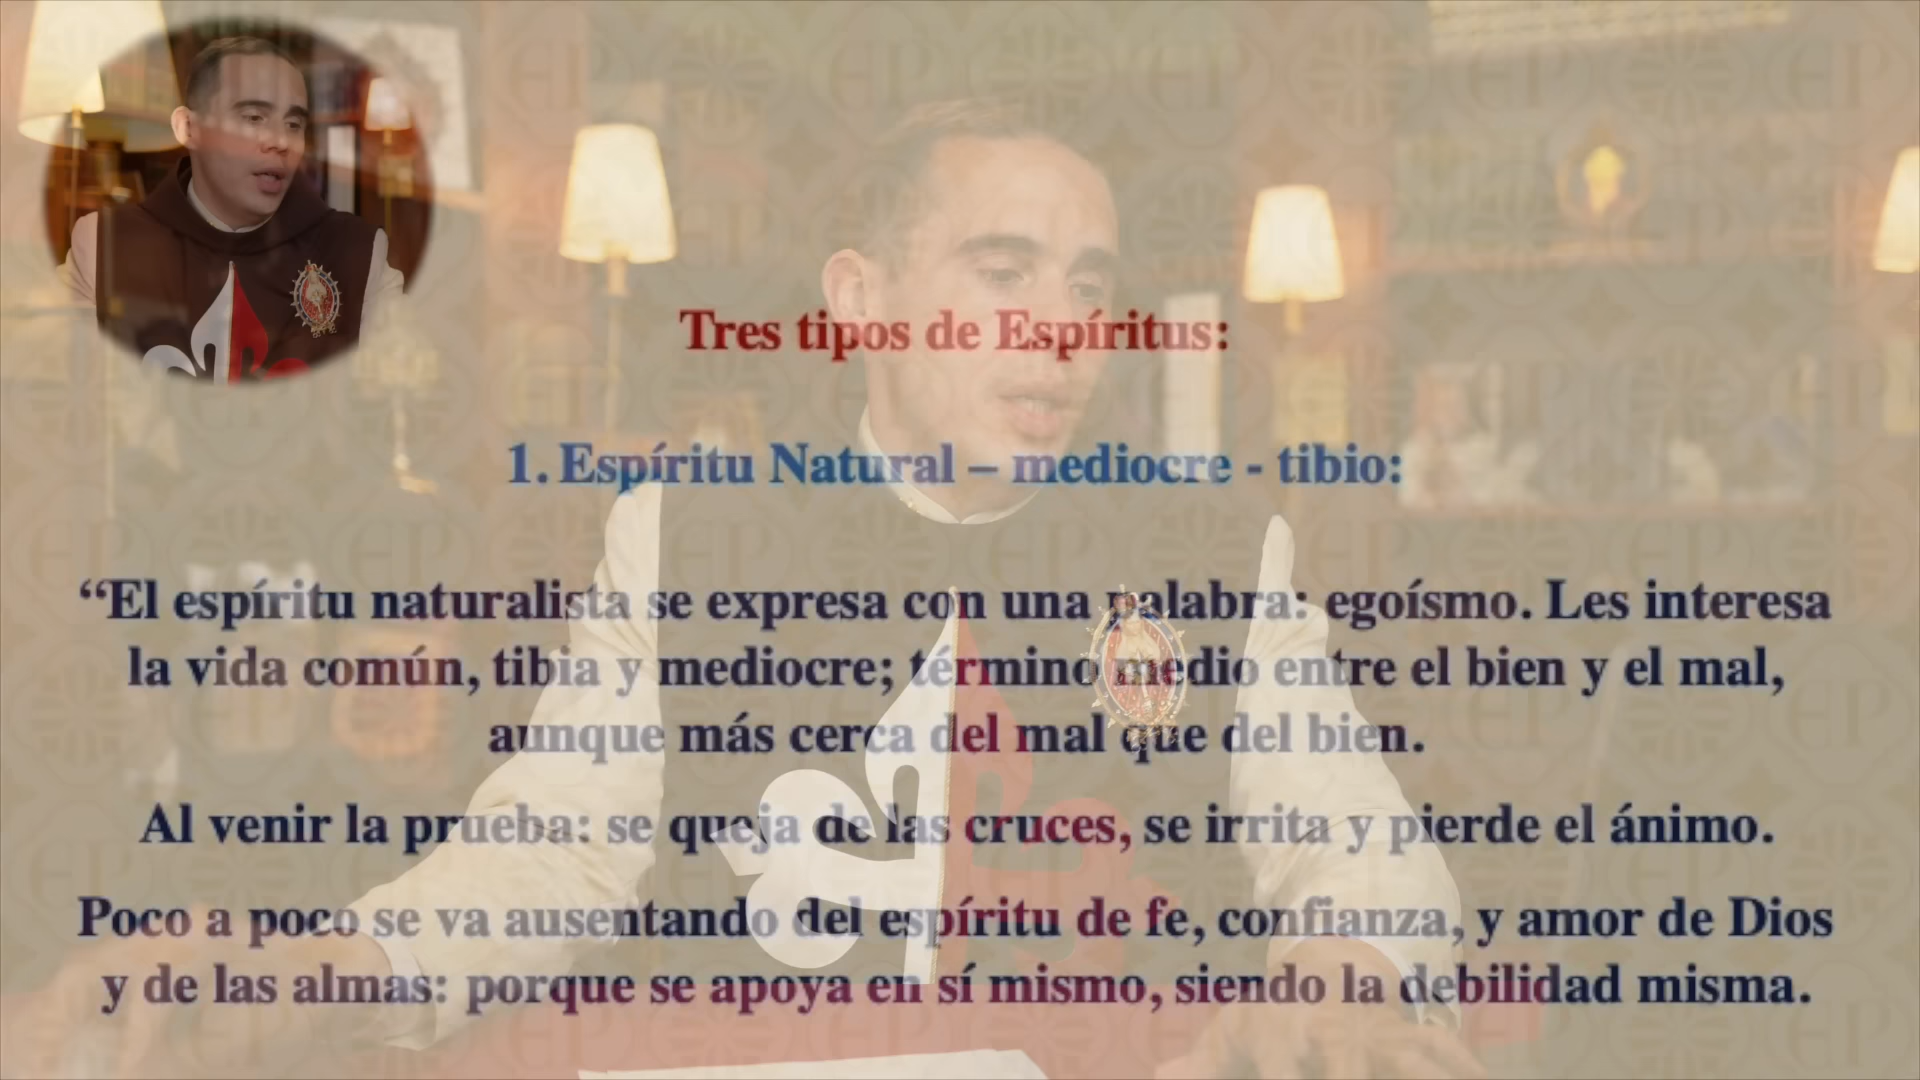 Tres tipos de Espíritus:
1. Espíritu Natural – mediocre - tibio:
“El espíritu naturalista se expresa con una palabra: egoísmo. Les interesa
la vida común, tibia y mediocre; término medio entre el bien y el mal,
aunque más cerca del mal que del bien.
Al venir la prueba: se queja de las cruces, se irrita y pierde el ánimo.
Poco a poco se va ausentando del espíritu de fe, confianza, y amor de Dios
y de las almas: porque se apoya en sí mismo, siendo la debilidad misma.